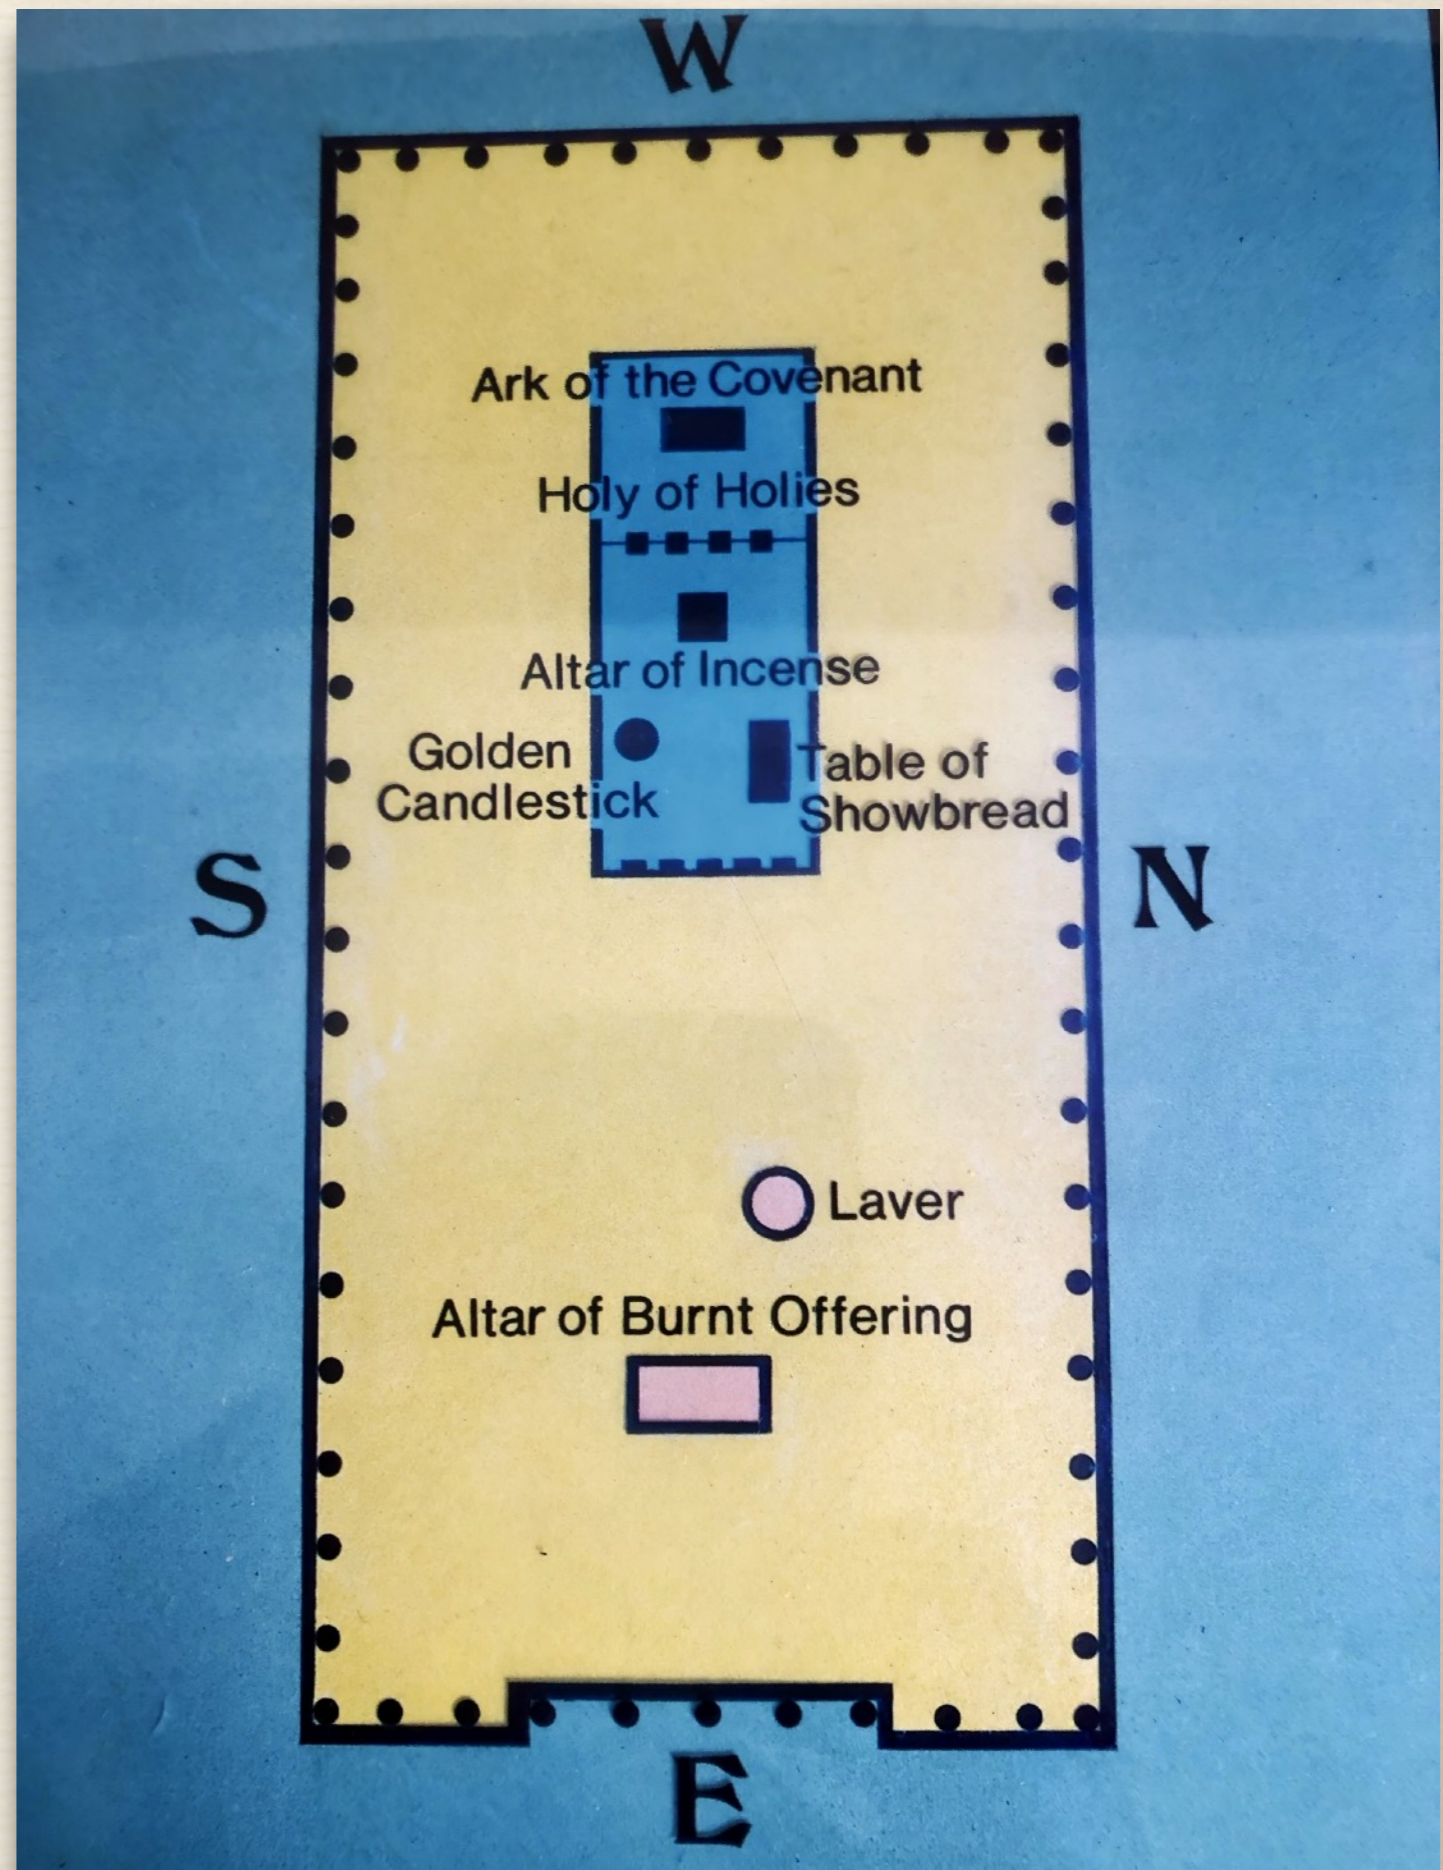 W
Ark of the Covenant
Holy of Holies
Altar of Incense
Golden
Candlestick
Table of
Showbread
S
N
Laver
Altar of Burnt Offering
E